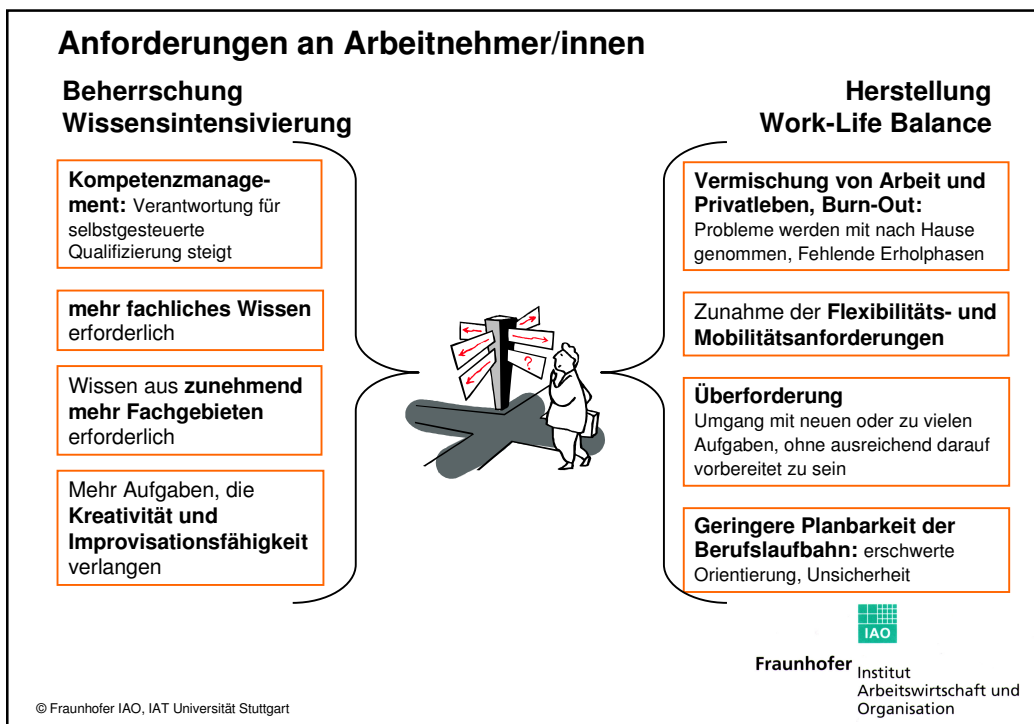 Anforderungen an Arbeitnehmer/innen
Beherrschung
Wissensintensivierung
Kompetenzmanage-
ment: Verantwortung für
selbstgesteuerte
Qualifizierung steigt
mehr fachliches Wissen
erforderlich
Wissen aus zunehmend
mehr Fachgebieten
erforderlich
Mehr Aufgaben, die
Kreativität und
Improvisationsfähigkeit
verlangen
?
Herstellung
Work-Life Balance
Vermischung von Arbeit und
Privatleben, Burn-Out:
Probleme werden mit nach Hause
genommen, Fehlende Erholphasen
Zunahme der Flexibilitäts- und
Mobilitätsanforderungen
Überforderung
Umgang mit neuen oder zu vielen
Aufgaben, ohne ausreichend darauf
vorbereitet zu sein
Geringere Planbarkeit der
Berufslaufbahn: erschwerte
Orientierung, Unsicherheit
IAO
Fraunhofer Institut
Arbeitswirtschaft und
Organisation
© Fraunhofer IAO, IAT Universität Stuttgart